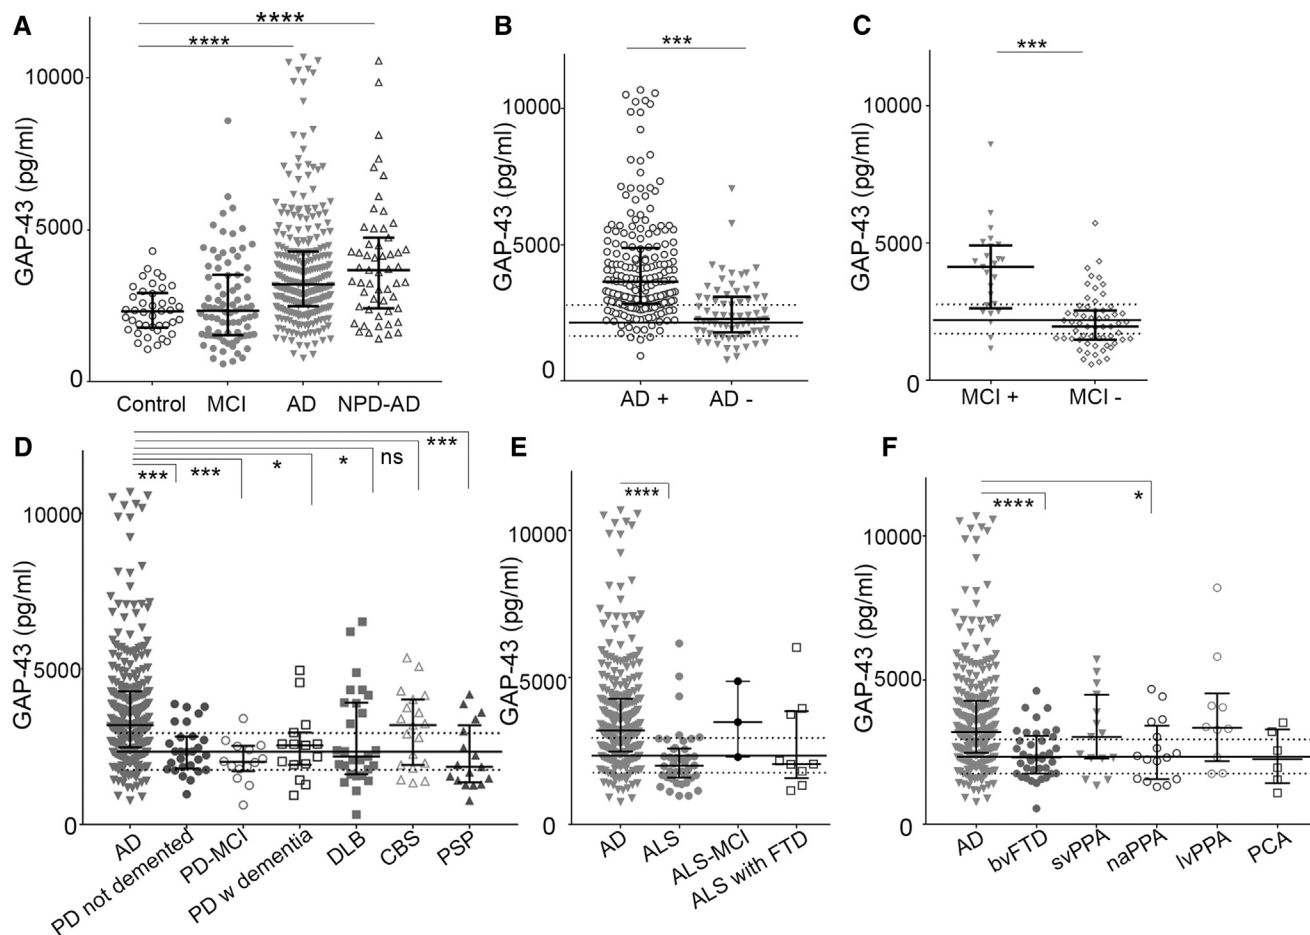 A
****
****
GAP-43 (pg/ml)
10000
5000
0
Control MCI AD NPD-AD
B
***
GAP-43 (pg/ml)
10000
5000
0
AD + AD -
C
***
GAP-43 (pg/ml)
10000
5000
0
MCI + MCI -
D
*** *** * * ns ***
GAP-43 (pg/ml)
10000
5000
0
AD
PD not demented
PD-MCI
PD w dementia
DLB
CBS
PSP
E
****
GAP-43 (pg/ml)
10000
5000
0
AD
ALS
ALS-MCI
ALS with FTD
F
**** *
GAP-43 (pg/ml)
10000
5000
0
AD
bvFTD
svPPA
naPPA
lvPPA
PCA